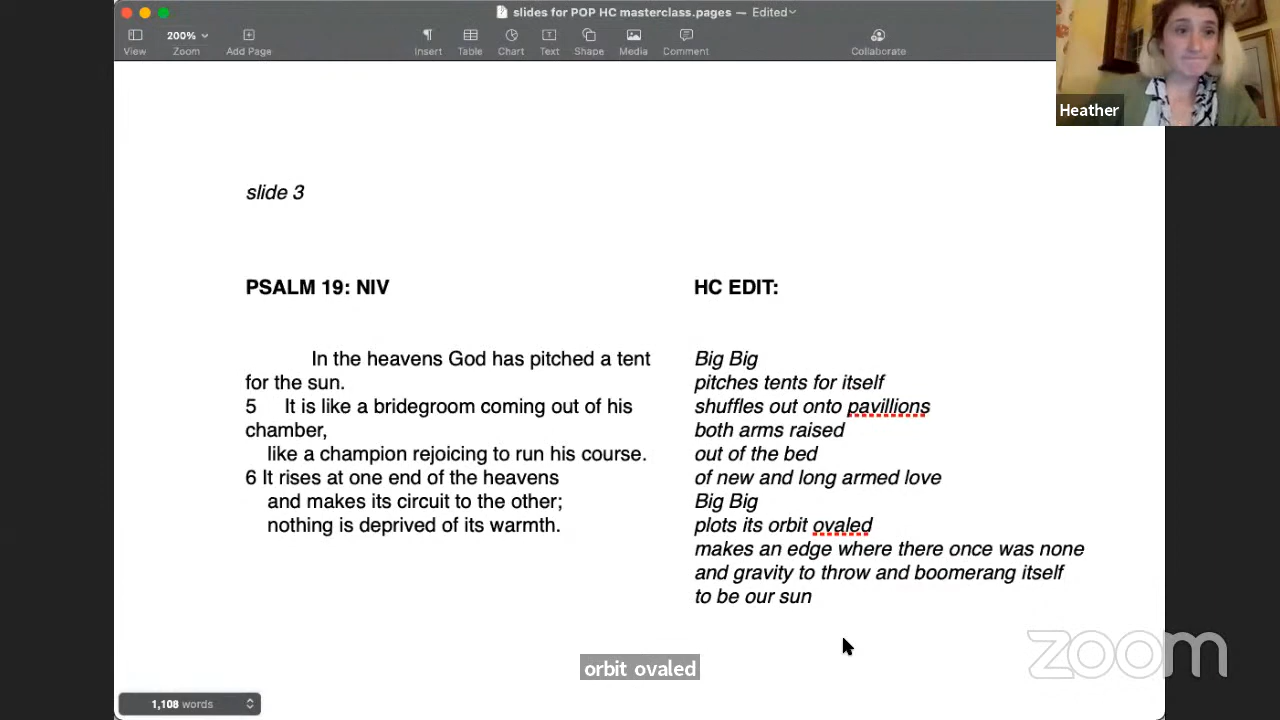 slides for POP HC masterclass.pages — Edited
200%
View
Zoom
Add Page
Insert
Table
Chart
Text
Shape
Media
Comment
Collaborate
Heather
slide 3
PSALM 19: NIV
In the heavens God has pitched a tent
for the sun.
5 It is like a bridegroom coming out of his
chamber,
like a champion rejoicing to run his course.
6 It rises at one end of the heavens
and makes its circuit to the other;
nothing is deprived of its warmth.
HC EDIT:
Big Big
pitches tents for itself
shuffles out onto pavillions
both arms raised
out of the bed
of new and long armed love
Big Big
plots its orbit ovaled
makes an edge where there once was none
and gravity to throw and boomerang itself
to be our sun
orbit ovaled
zoom
1,108 words